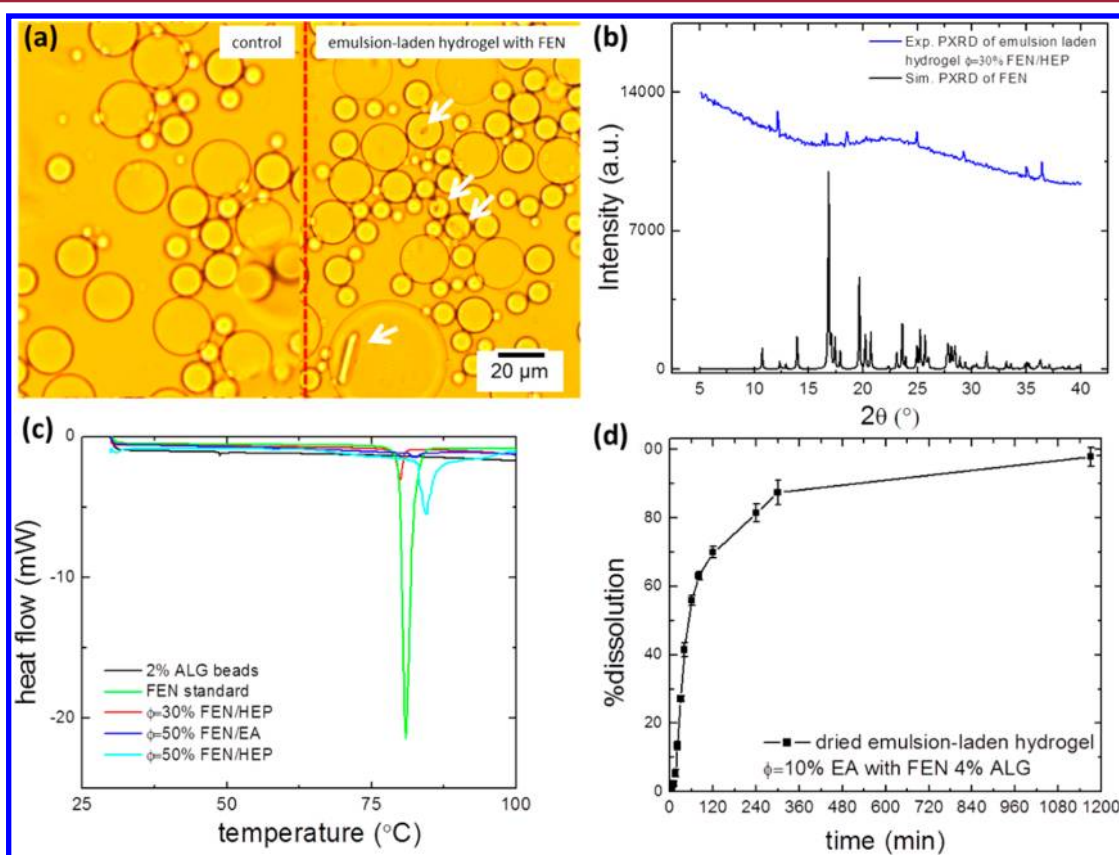 (a)
control
emulsion-laden hydrogel with FEN
20 μm
(b)
Exp. PXRD of emulsion laden
hydrogel ϕ=30% FEN/HEP
Sim. PXRD of FEN
14000
7000
0
Intensity (a.u.)
5 10 15 20 25 30 35 40
2θ (°)
(c)
0
-10
-20
heat flow (mW)
2% ALG beads
FEN standard
ϕ=30% FEN/HEP
ϕ=50% FEN/EA
ϕ=50% FEN/HEP
25 50 75 100
temperature (°C)
(d)
00
80
60
40
20
0
%dissolution
dried emulsion-laden hydrogel
ϕ=10% EA with FEN 4% ALG
0 120 240 360 480 600 720 840 960 1080 1200
time (min)